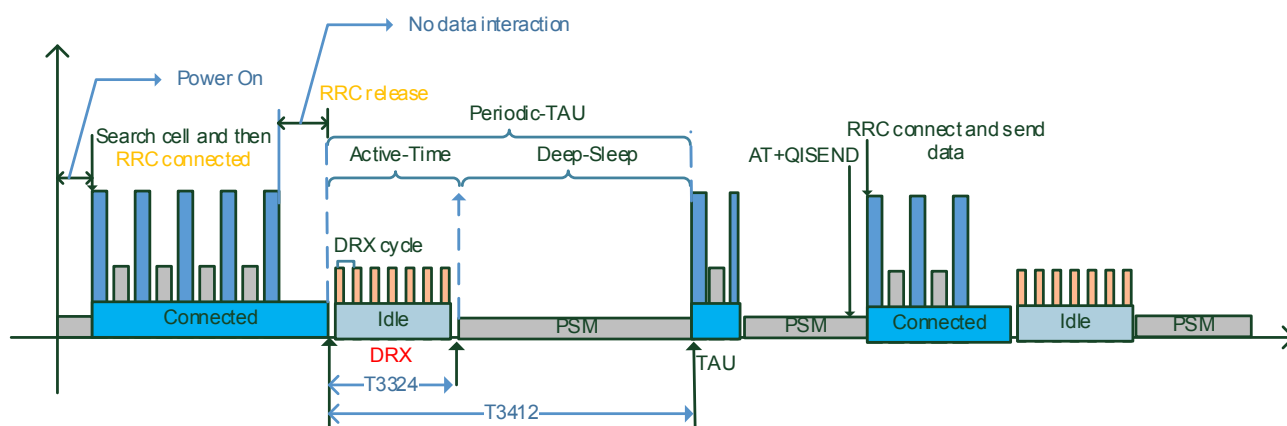 No data interaction
Power On
RRC release
Periodic-TAU
Search cell and then
RRC connected
RRC connect and send
data
Active-Time
Deep-Sleep
AT+QISEND
DRX cycle
Connected
Idle
PSM
PSM
Connected
Idle
PSM
DRX
TAU
T3324
T3412